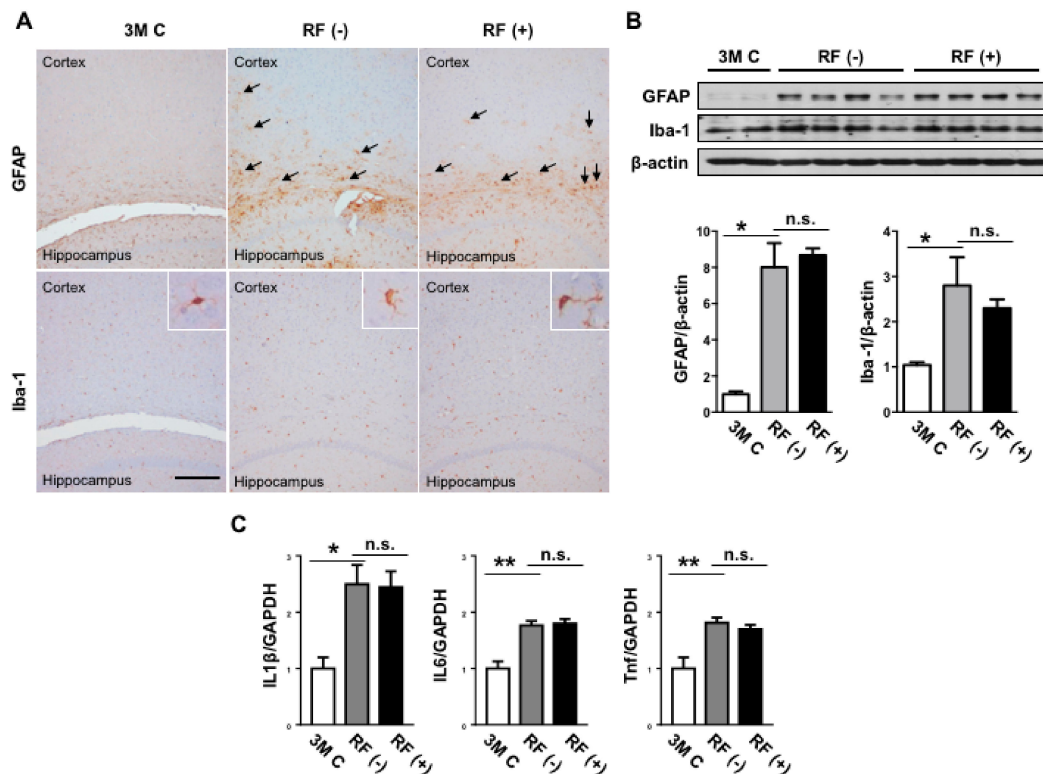 A
3M C RF (-) RF (+)
GFAP
Cortex Cortex Cortex
Hippocampus Hippocampus Hippocampus
Iba-1
Cortex Cortex Cortex
Hippocampus Hippocampus Hippocampus
B
3M C RF (-) RF (+)
GFAP
Iba-1
β-actin
GFAP/β-actin
10
8
6
4
2
0
* n.s.
3M C RF (-) RF (+)
Iba-1/β-actin
4
3
2
1
0
* n.s.
3M C RF (-) RF (+)
C
IL1β/GAPDH
3
2
1
0
* n.s.
3M C RF (-) RF (+)
IL6/GAPDH
3
2
1
0
** n.s.
3M C RF (-) RF (+)
Tnf/GAPDH
3
2
1
0
** n.s.
3M C RF (-) RF (+)